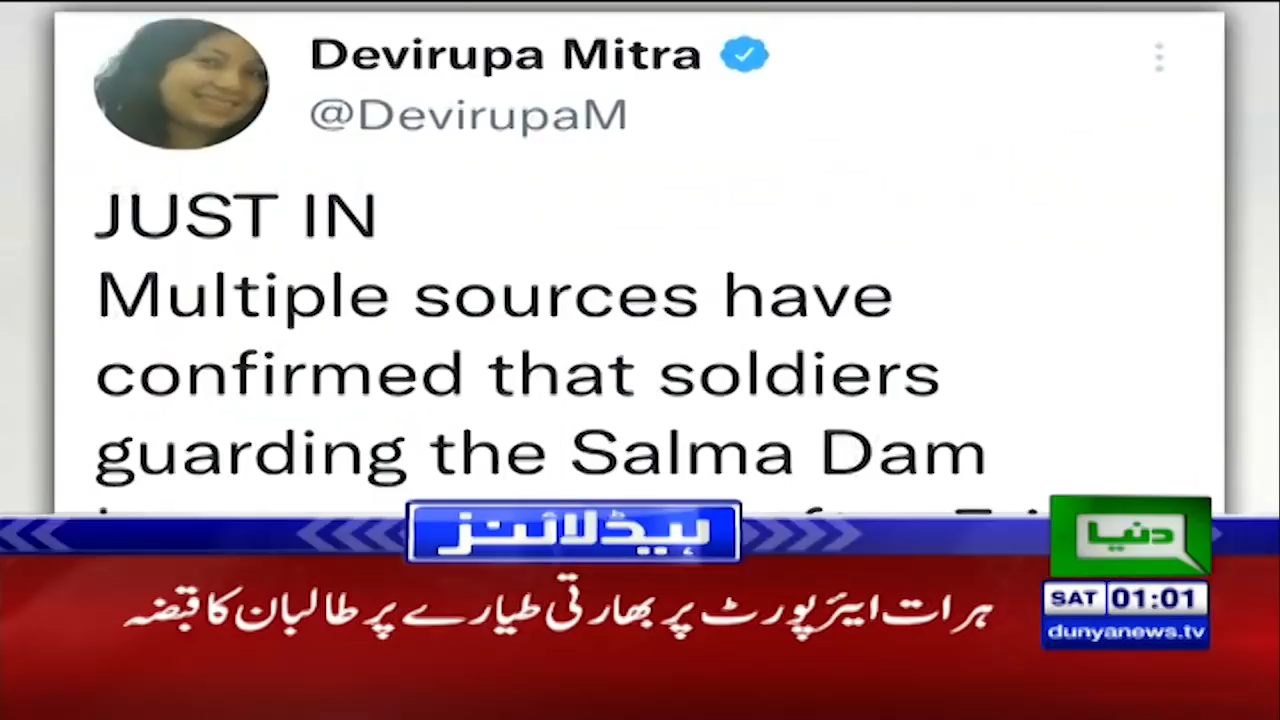 Devirupa Mitra
@DevirupaM
JUST IN
Multiple sources have
confirmed that soldiers
guarding the Salma Dam
ہیڈلائنز
دنیا
ہرات ایئرپورٹ پر بھارتی طیارے پر طالبان کا قبضہ
SAT 01:01
dunyanews.tv